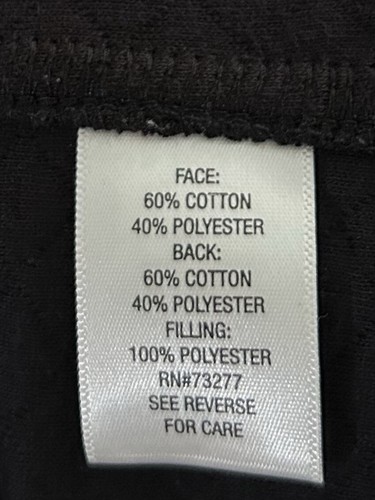 FACE:
60% COTTON
40% POLYESTER
BACK:
60% COTTON
40% POLYESTER
FILLING:
100% POLYESTER
RN#73277
SEE REVERSE
FOR CARE